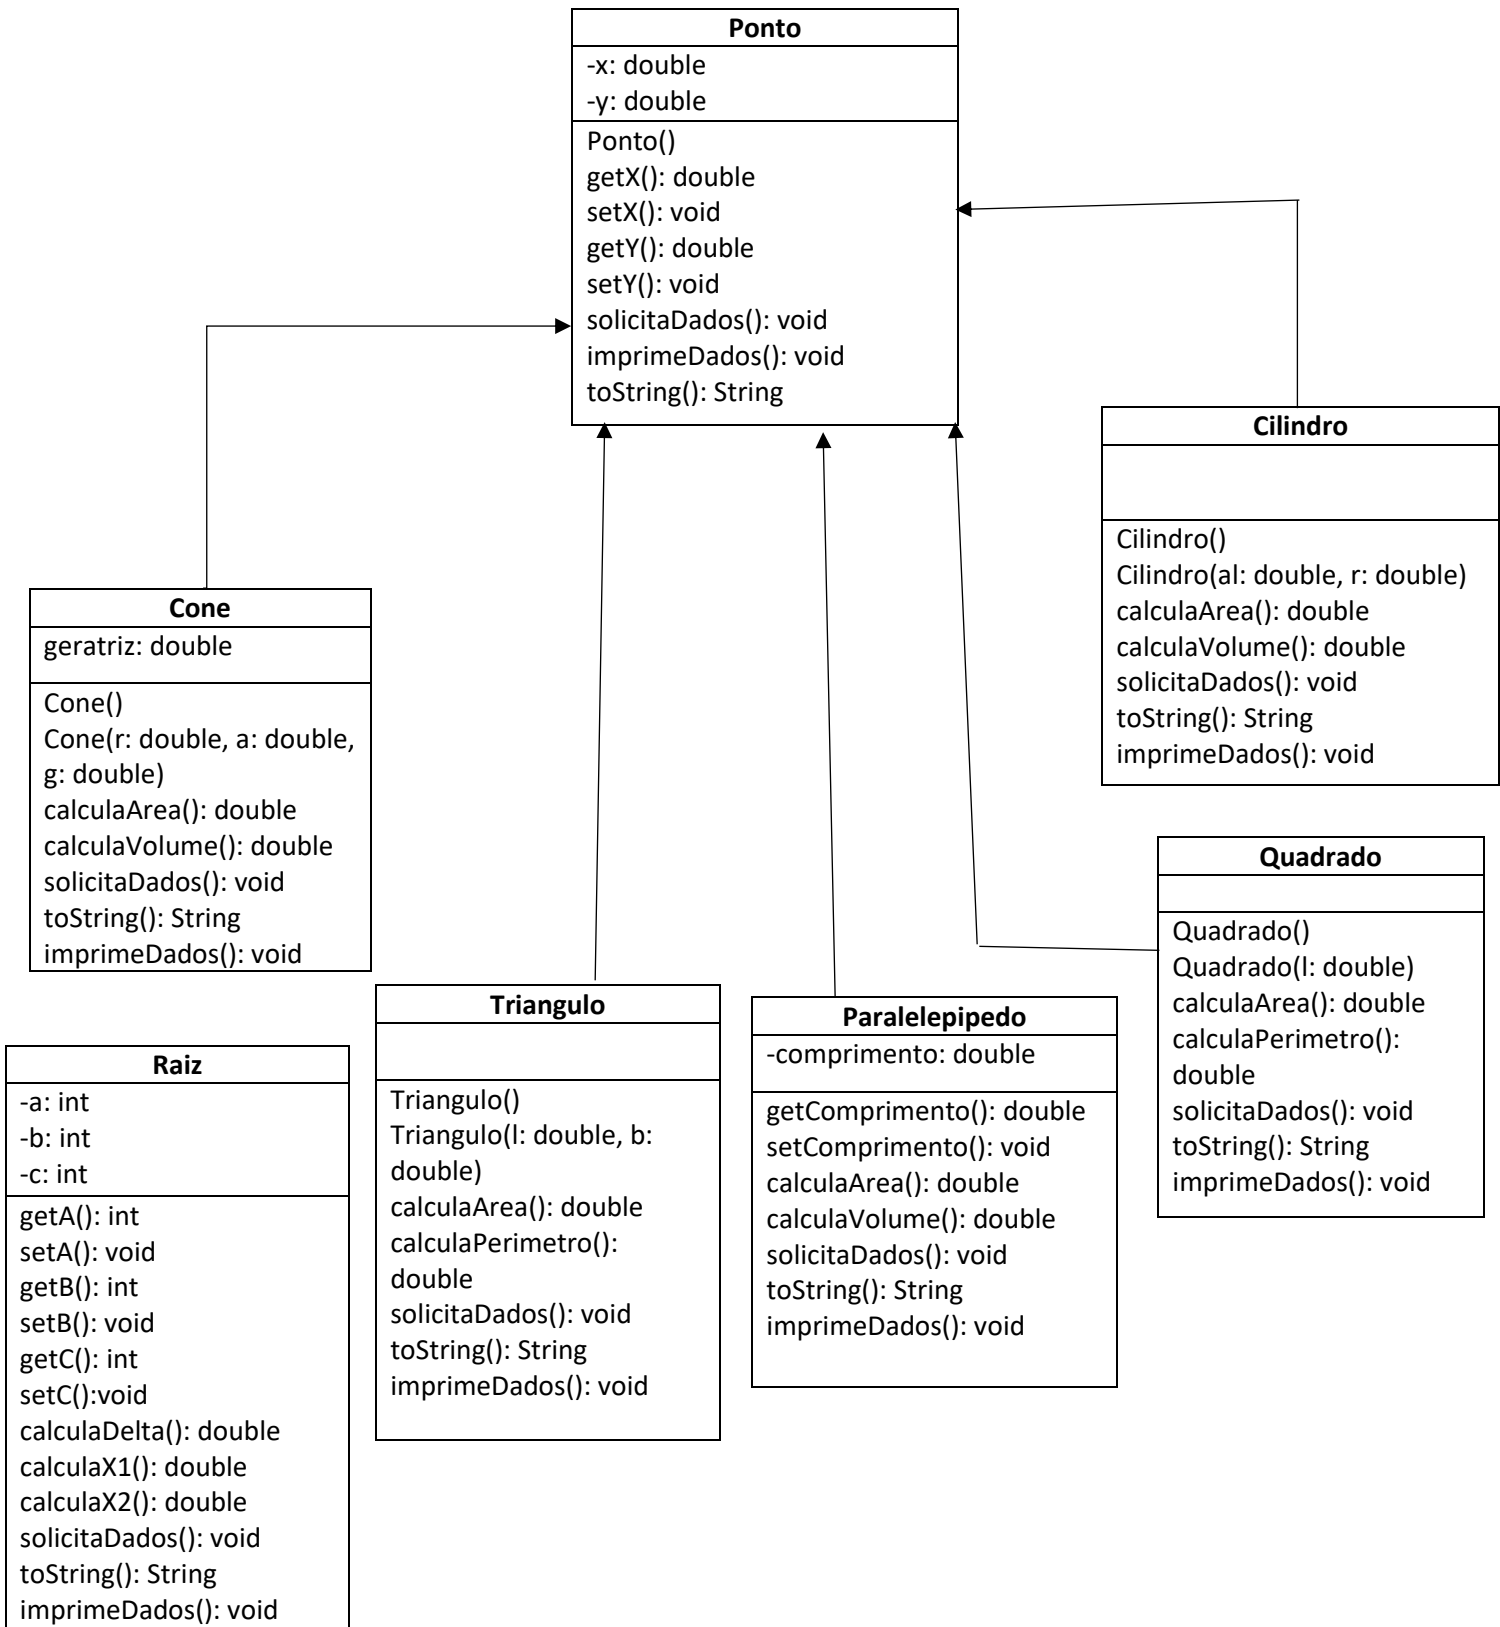 Ponto
-x: double
-y: double
Ponto()
getX(): double
setX(): void
getY(): double
setY(): void
solicitaDados(): void
imprimeDados(): void
toString(): String
Cilindro
Cilindro()
Cilindro(al: double, r: double)
calculaArea(): double
calculaVolume(): double
solicitaDados(): void
toString(): String
imprimeDados(): void
Cone
geratriz: double
Cone()
Cone(r: double, a: double,
g: double)
calculaArea(): double
calculaVolume(): double
solicitaDados(): void
toString(): String
imprimeDados(): void
Quadrado
Quadrado()
Quadrado(l: double)
calculaArea(): double
calculaPerimetro():
double
solicitaDados(): void
toString(): String
imprimeDados(): void
Triangulo
Triangulo()
Triangulo(l: double, b:
double)
calculaArea(): double
calculaPerimetro():
double
solicitaDados(): void
toString(): String
imprimeDados(): void
Paralelepipedo
-comprimento: double
getComprimento(): double
setComprimento(): void
calculaArea(): double
calculaVolume(): double
solicitaDados(): void
toString(): String
imprimeDados(): void
Raiz
-a: int
-b: int
-c: int
getA(): int
setA(): void
getB(): int
setB(): void
getC(): int
setC():void
calculaDelta(): double
calculaX1(): double
calculaX2(): double
solicitaDados(): void
toString(): String
imprimeDados(): void